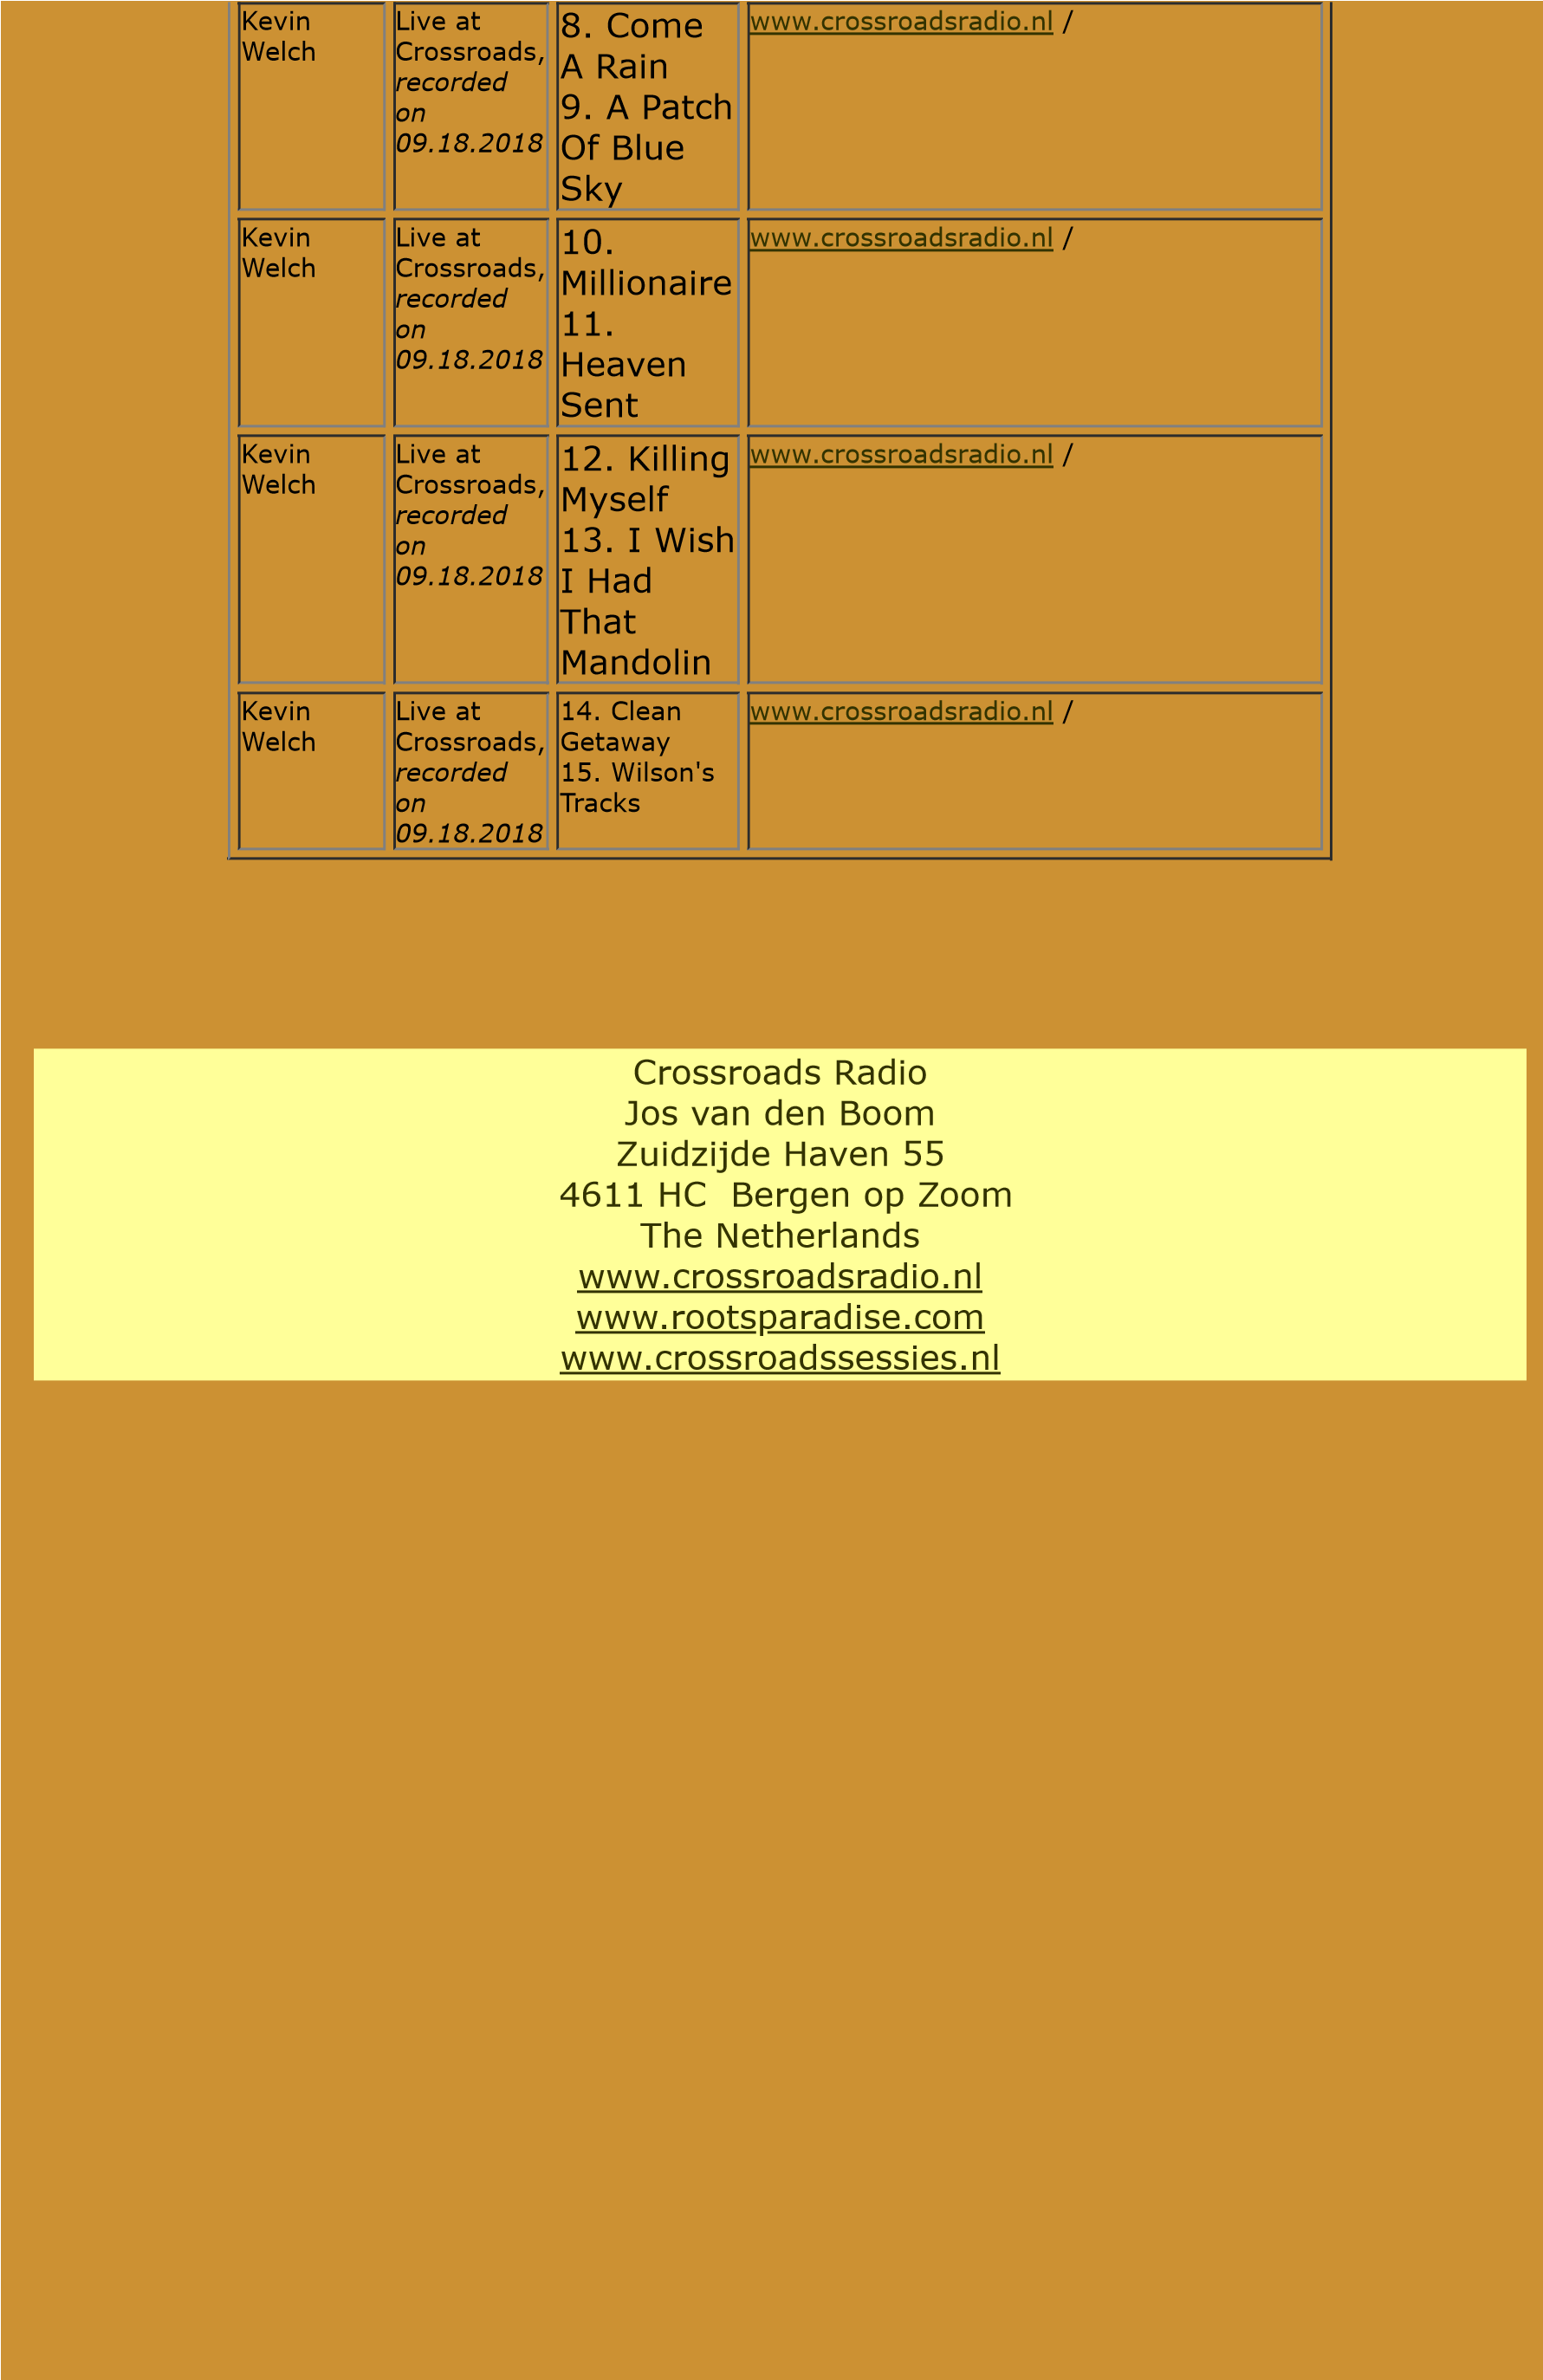 Kevin
Welch
Live at
Crossroads,
recorded
on
09.18.2018
8. Come
A Rain
9. A Patch
Of Blue
Sky
www.crossroadsradio.nl /
Kevin
Welch
Live at
Crossroads,
recorded
on
09.18.2018
10.
Millionaire
11.
Heaven
Sent
www.crossroadsradio.nl /
Kevin
Welch
Live at
Crossroads,
recorded
on
09.18.2018
12. Killing
Myself
13. I Wish
I Had
That
Mandolin
www.crossroadsradio.nl /
Kevin
Welch
Live at
Crossroads,
recorded
on
09.18.2018
14. Clean
Getaway
15. Wilson's
Tracks
www.crossroadsradio.nl /
Crossroads Radio
Jos van den Boom
Zuidzijde Haven 55
4611 HC  Bergen op Zoom
The Netherlands
www.crossroadsradio.nl
www.rootsparadise.com
www.crossroadssessies.nl